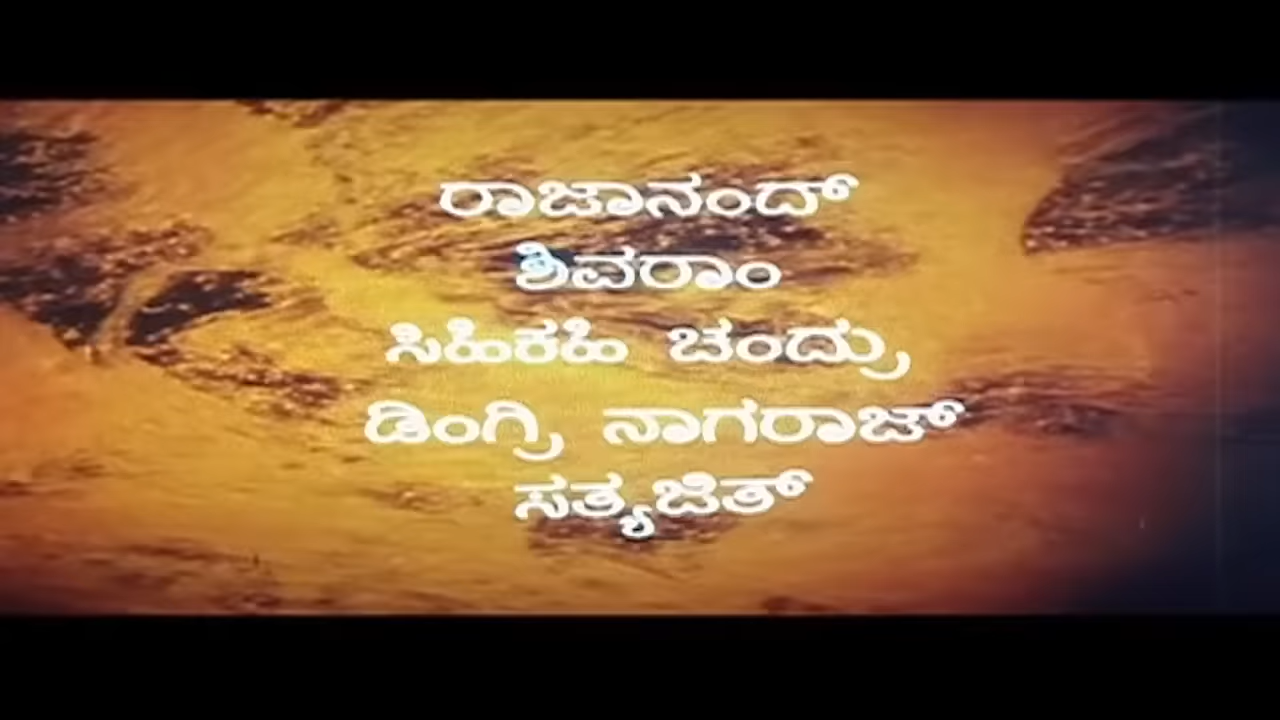 ರಾಜಾನಂದ್
ಶಿವರಾಂ
ಸಿಹಿಕಹಿ ಚಂದ್ರು
ಡಿಂಗ್ರಿ ನಾಗರಾಜ್
ಸತ್ಯಜಿತ್